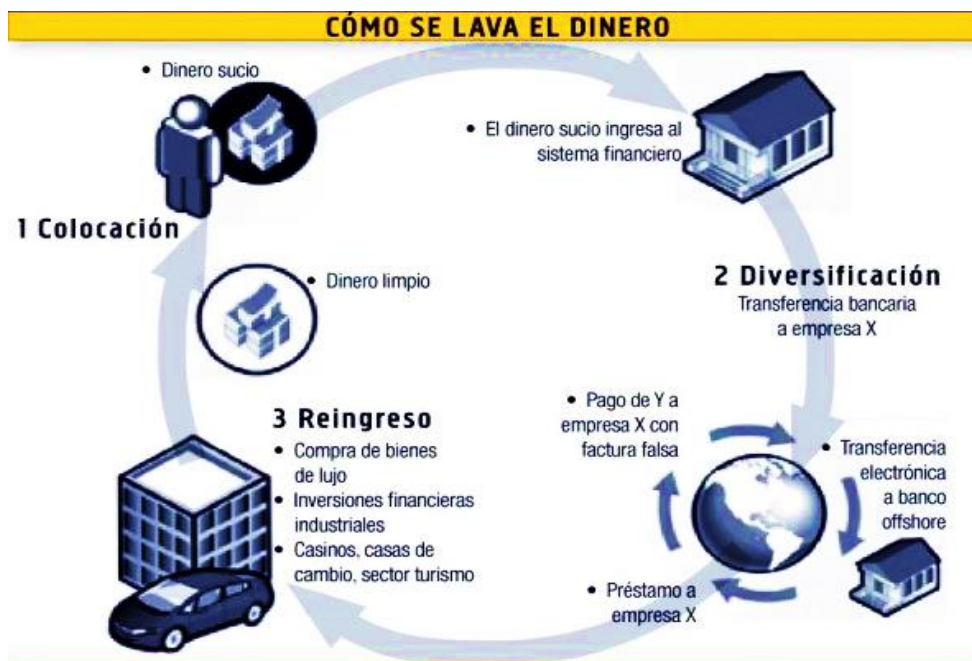 CÓMO SE LAVA EL DINERO
• Dinero sucio
• El dinero sucio ingresa al
sistema financiero
1 Colocación
• Dinero limpio
2 Diversificación
Transferencia bancaria
a empresa X
• Pago de Y a
empresa X con
factura falsa
• Transferencia
electrónica
a banco
offshore
• Préstamo a
empresa X
3 Reingreso
• Compra de bienes
de lujo
• Inversiones financieras
industriales
• Casinos, casas de
cambio, sector turismo